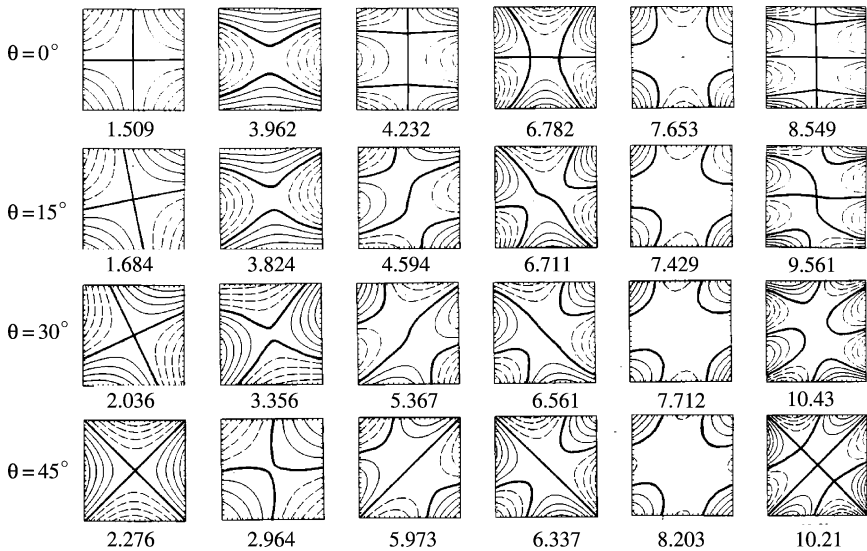 θ = 0°
1.509 3.962 4.232 6.782 7.653 8.549
θ = 15°
1.684 3.824 4.594 6.711 7.429 9.561
θ = 30°
2.036 3.356 5.367 6.561 7.712 10.43
θ = 45°
2.276 2.964 5.973 6.337 8.203 10.21